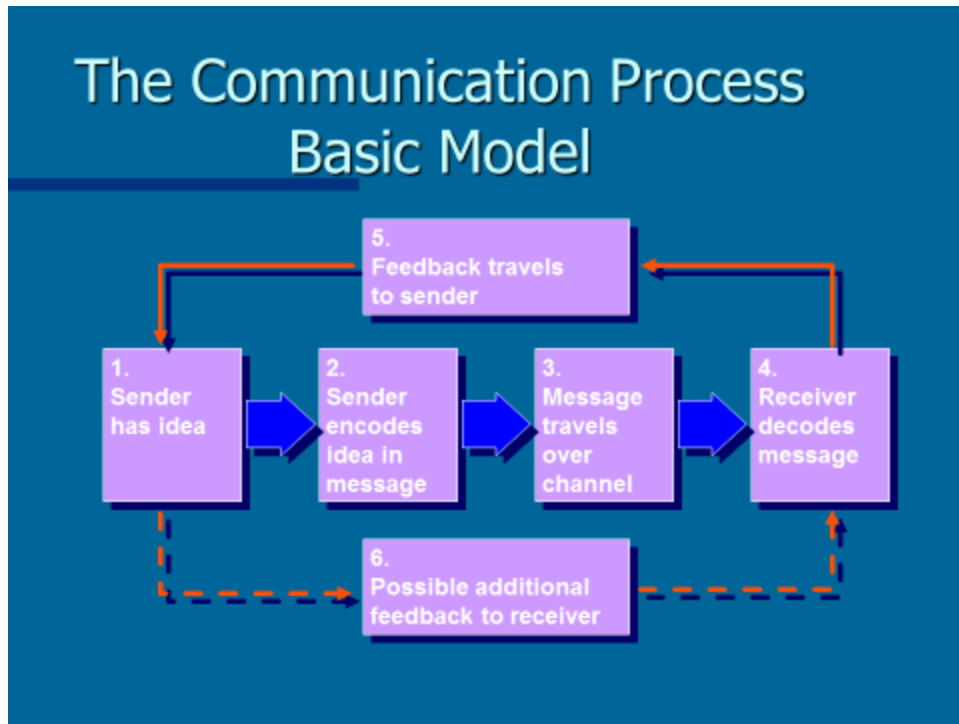 The Communication Process
Basic Model
5.
Feedback travels
to sender
1.
Sender
has idea
2.
Sender
encodes
idea in
message
3.
Message
travels
over
channel
4.
Receiver
decodes
message
6.
Possible additional
feedback to receiver